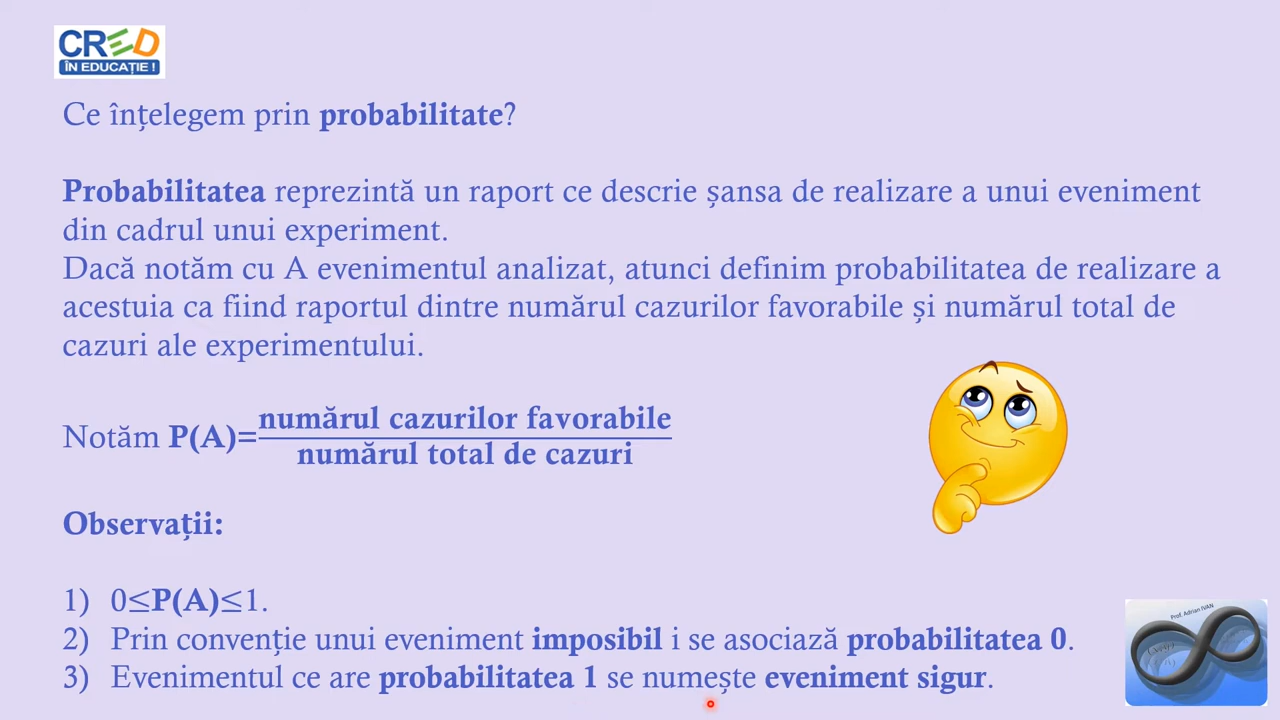 CRED
ÎN EDUCAȚIE !
Ce înțelegem prin probabilitate?
Probabilitatea reprezintă un raport ce descrie șansa de realizare a unui eveniment
din cadrul unui experiment.
Dacă notăm cu A evenimentul analizat, atunci definim probabilitatea de realizare a
acestuia ca fiind raportul dintre numărul cazurilor favorabile și numărul total de
cazuri ale experimentului.
numărul cazurilor favorabile
Notăm P(A)=
numărul total de cazuri
Observații:
1) 0≤P(A)≤1.
2) Prin convenție unui eveniment imposibil i se asociază probabilitatea 0.
3) Evenimentul ce are probabilitatea 1 se numește eveniment sigur.
Prof. Adrian IVAN